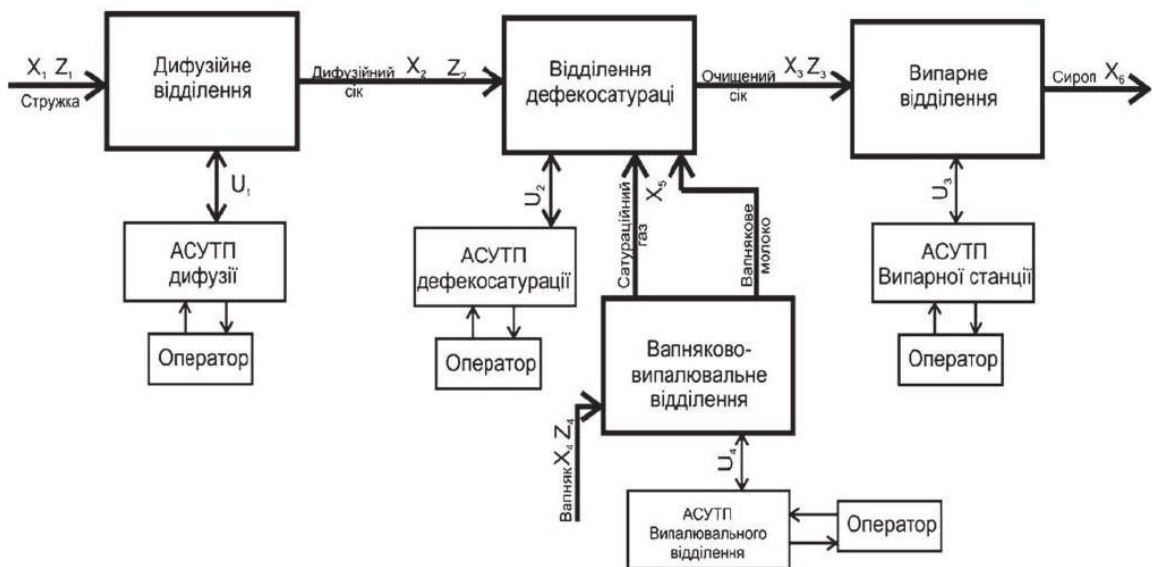 X₁ Z₁
Стружка
Дифузійне
відділення
Дифузійний
сік
X₂ Z₂
Відділення
дефекосатураці
Очищений
сік
X₃ Z₃
Випарне
відділення
Сироп X₆
U₁
АСУТП
дифузії
Оператор
U₂
АСУТП
дефекосатурації
Оператор
Сатураційний
газ
X₅
Вапнякове
молоко
U₃
АСУТП
Випарної станції
Оператор
Вапняково-
випалювальне
відділення
Вапняк X₄ Z₄
U₄
АСУТП
Випалювального
відділення
Оператор